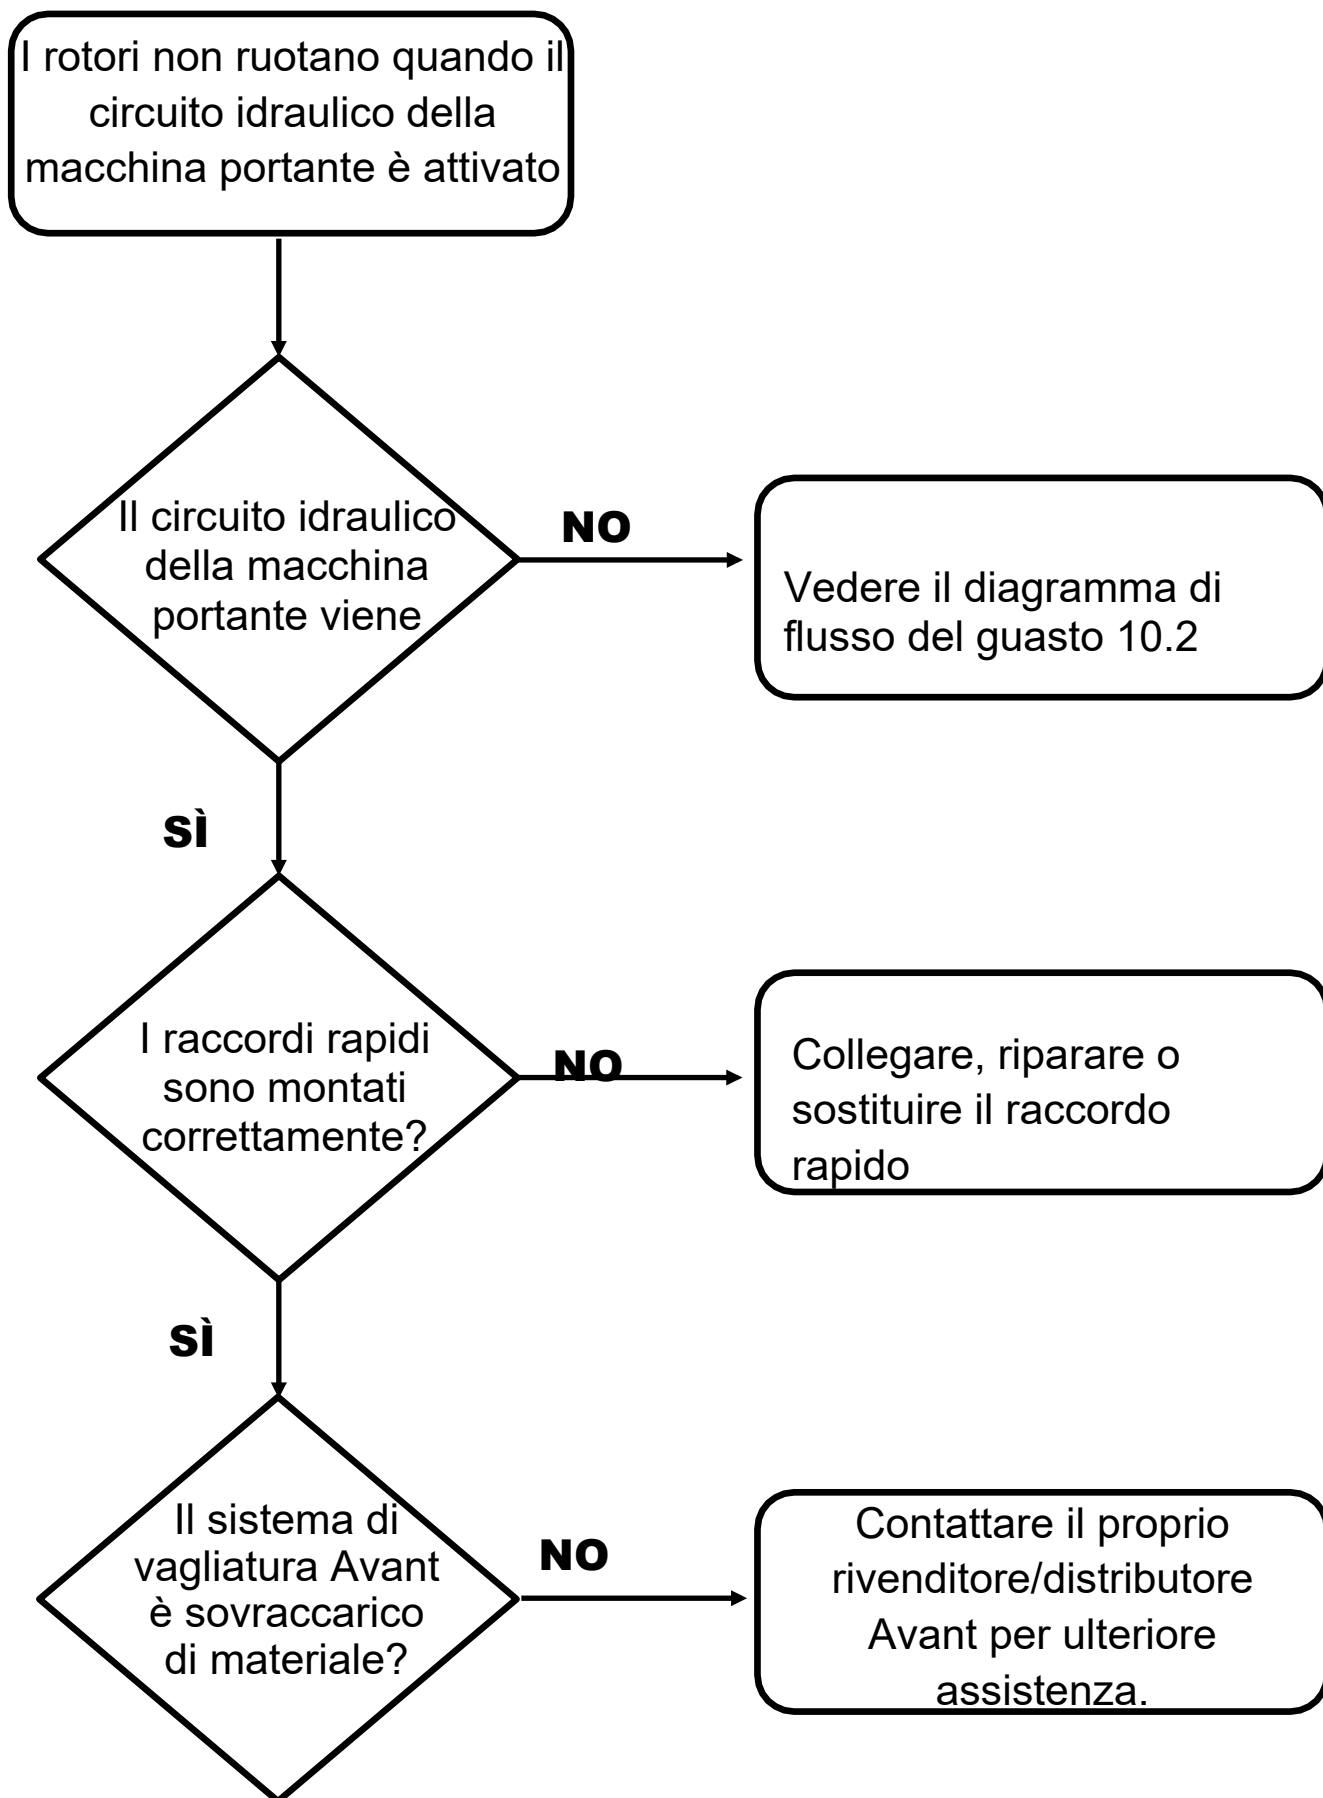 I rotori non ruotano quando il
circuito idraulico della
macchina portante è attivato
Il circuito idraulico
della macchina
portante viene
NO
Vedere il diagramma di
flusso del guasto 10.2
SÌ
I raccordi rapidi
sono montati
correttamente?
NO
Collegare, riparare o
sostituire il raccordo
rapido
SÌ
Il sistema di
vagliatura Avant
è sovraccarico
di materiale?
NO
Contattare il proprio
rivenditore/distributore
Avant per ulteriore
assistenza.